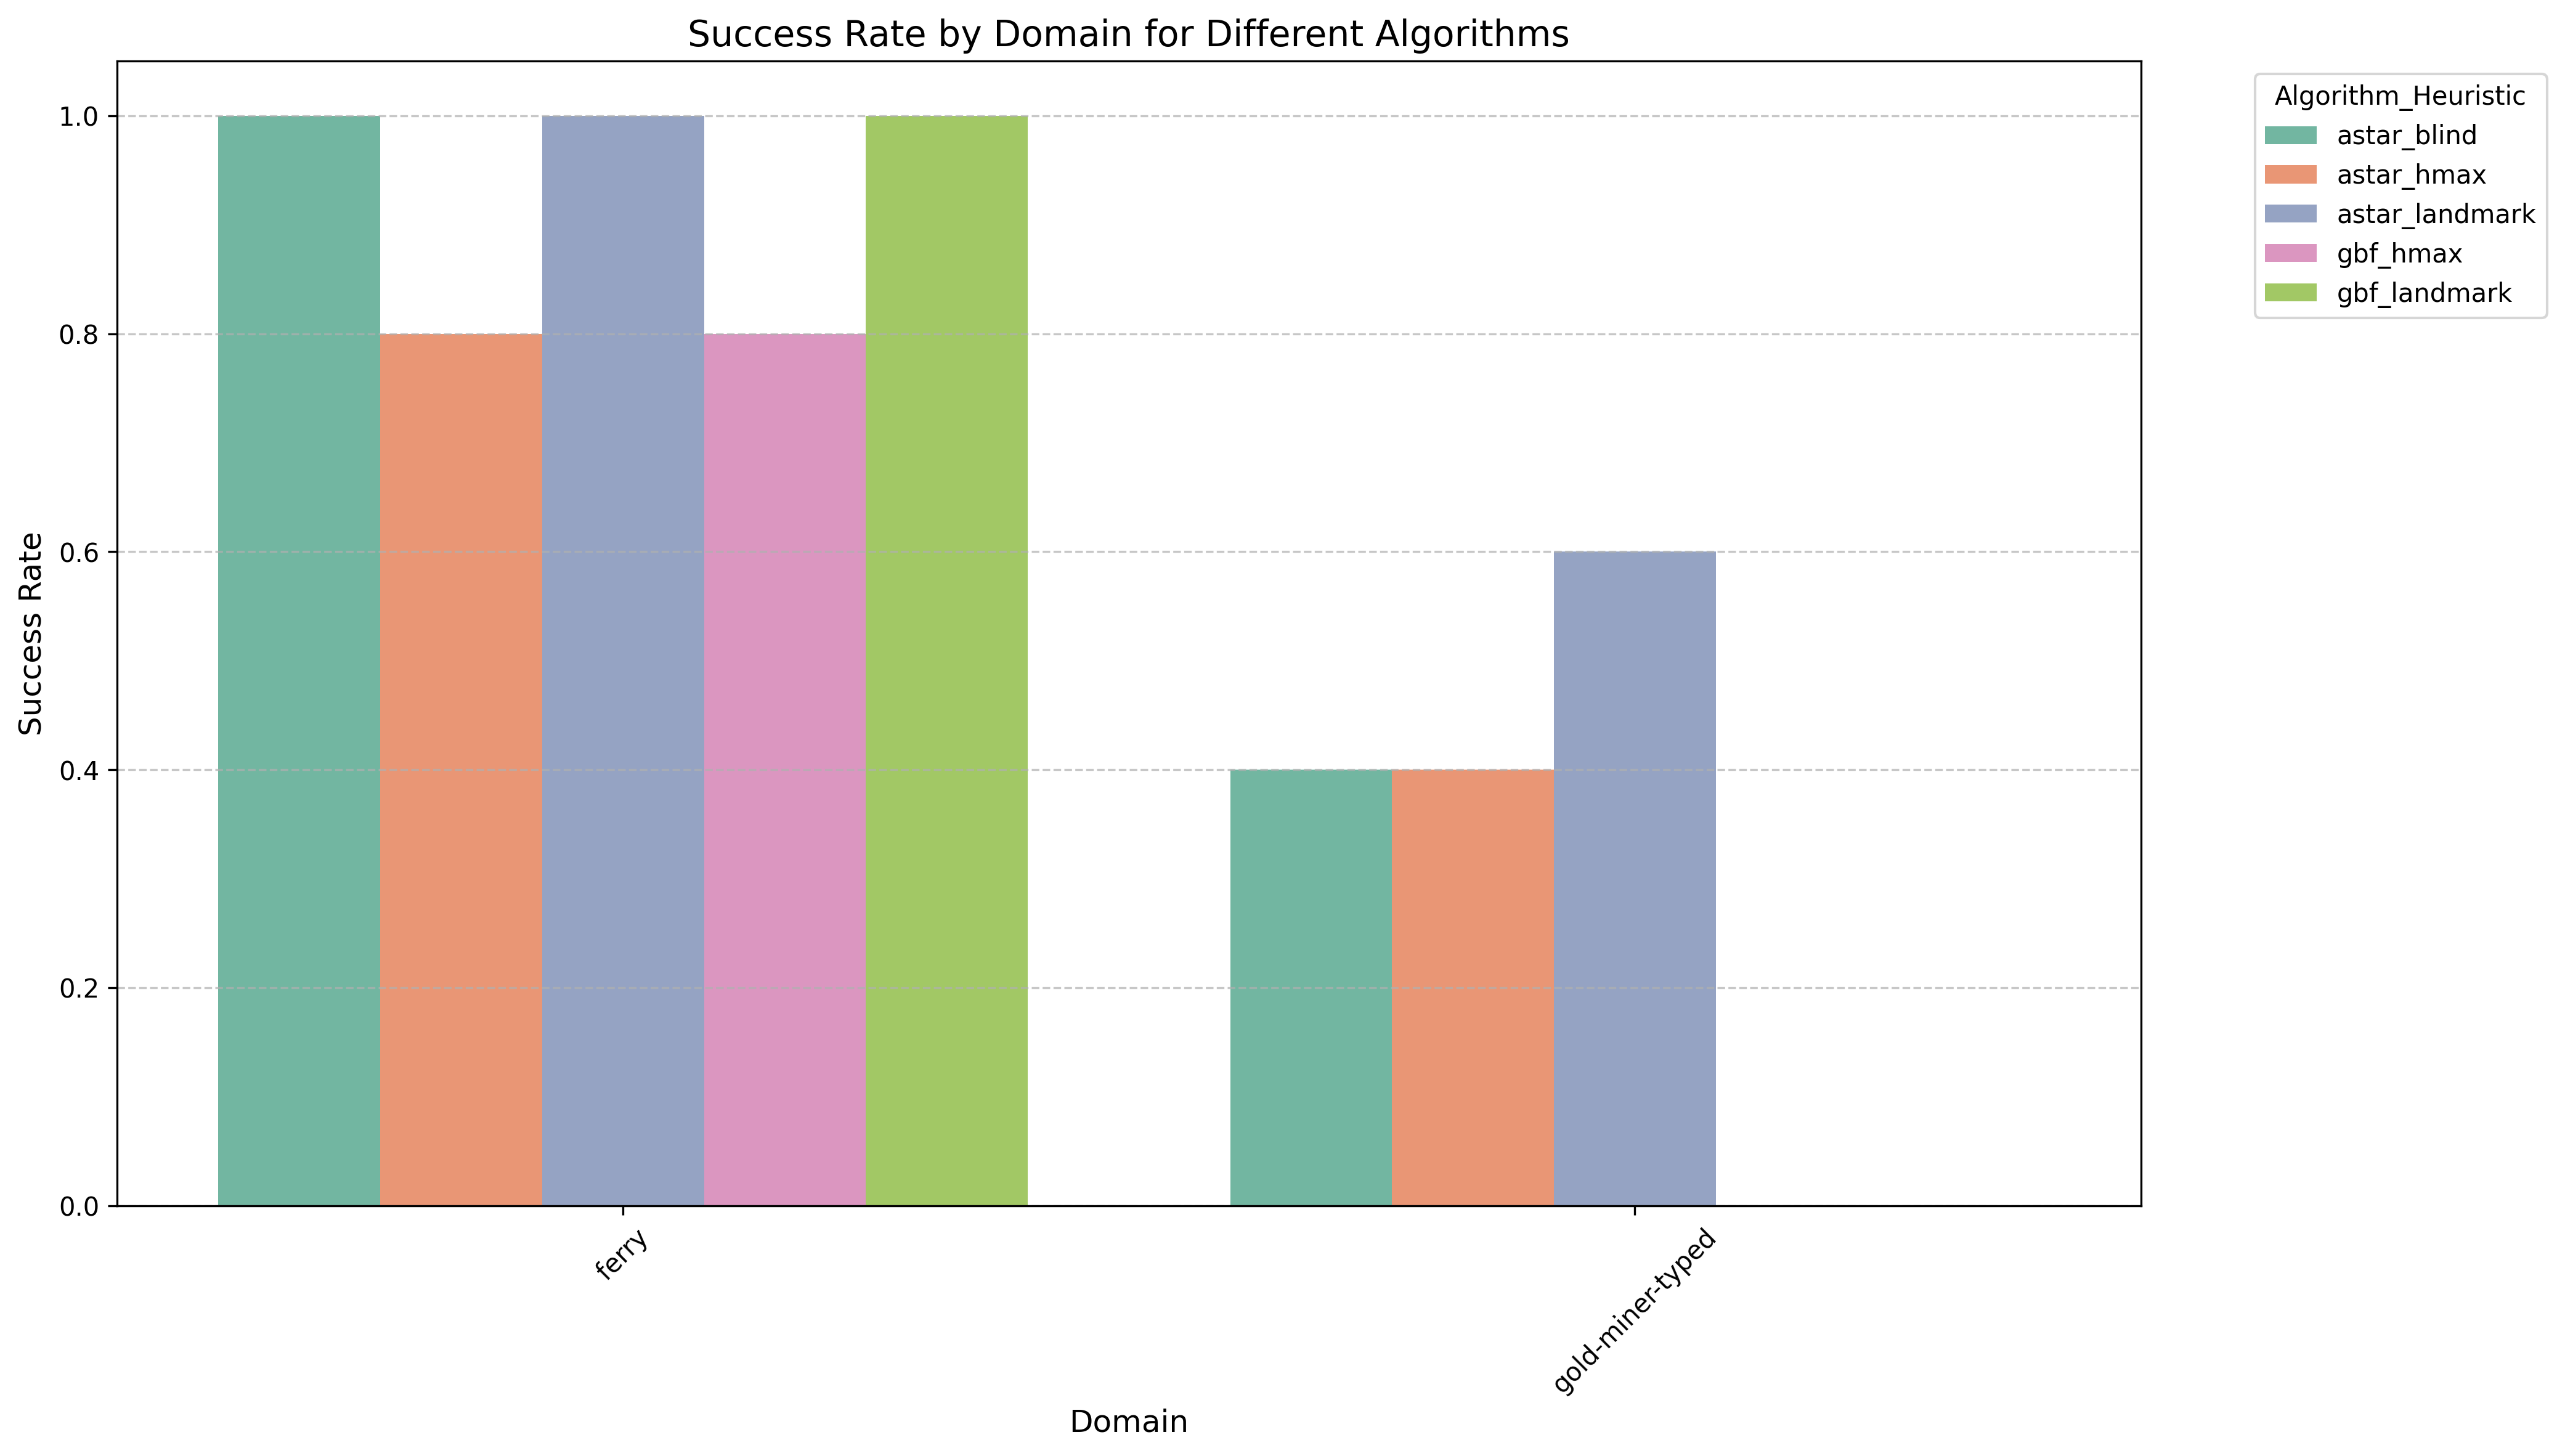 Success Rate by Domain for Different Algorithms
Success Rate
1.0
0.8
0.6
0.4
0.2
0.0
ferry
gold-miner-typed
Domain
Algorithm_Heuristic
astar_blind
astar_hmax
astar_landmark
gbf_hmax
gbf_landmark